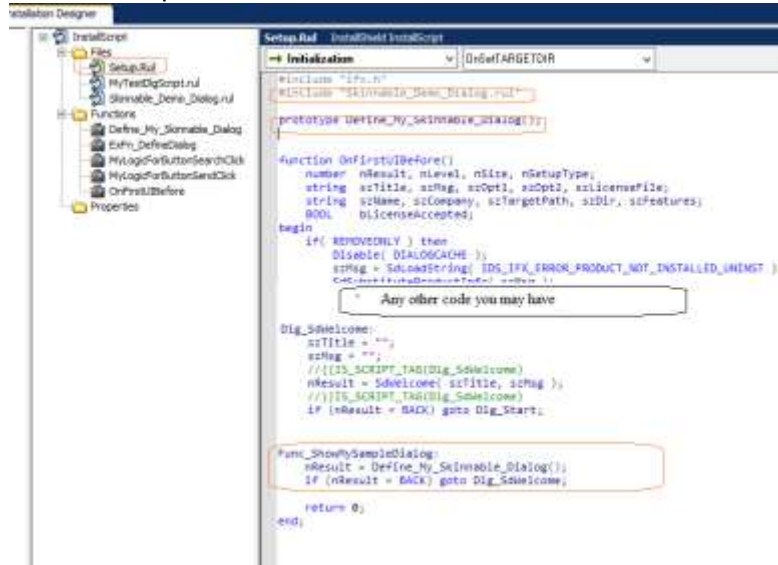 Installation Designer
InstallScript
Files
Setup.Rul
MyTestDlgScript.rul
Skinnable_Demo_Dialog.rul
Functions
Define_My_Skinnable_Dialog
ExFn_DefineDialog
MyLogicForButtonSearchClick
MyLogicForButtonSendClick
OnFirstUIBefore
Properties
Setup.Rul InstallShield InstallScript
Initialization OnSetTARGETDIR
#include "ifx.h"
#include "Skinnable_Demo_Dialog.rul"
prototype Define_My_Skinnable_Dialog();
function OnFirstUIBefore()
number nResult, nLevel, nSize, nSetupType;
string szTitle, szMsg, szOpt1, szOpt2, szLicenseFile;
string szName, szCompany, szTargetPath, szDir, szFeatures;
BOOL bLicenseAccepted;
begin
if( REMOVEONLY ) then
Disable( DIALOGCACHE );
szMsg = SdLoadString( IDS_IFX_ERROR_PRODUCT_NOT_INSTALLED_UNINST )
SdSubstituteProductInfo( szMsg );
' Any other code you may have
Dlg_SdWelcome:
szTitle = "";
szMsg = "";
//{{IS_SCRIPT_TAG(Dlg_SdWelcome)
nResult = SdWelcome( szTitle, szMsg );
//}}IS_SCRIPT_TAG(Dlg_SdWelcome)
if (nResult = BACK) goto Dlg_Start;
Func_ShowMySampleDialog:
nResult = Define_My_Skinnable_Dialog();
if (nResult = BACK) goto Dlg_SdWelcome;
return 0;
end;